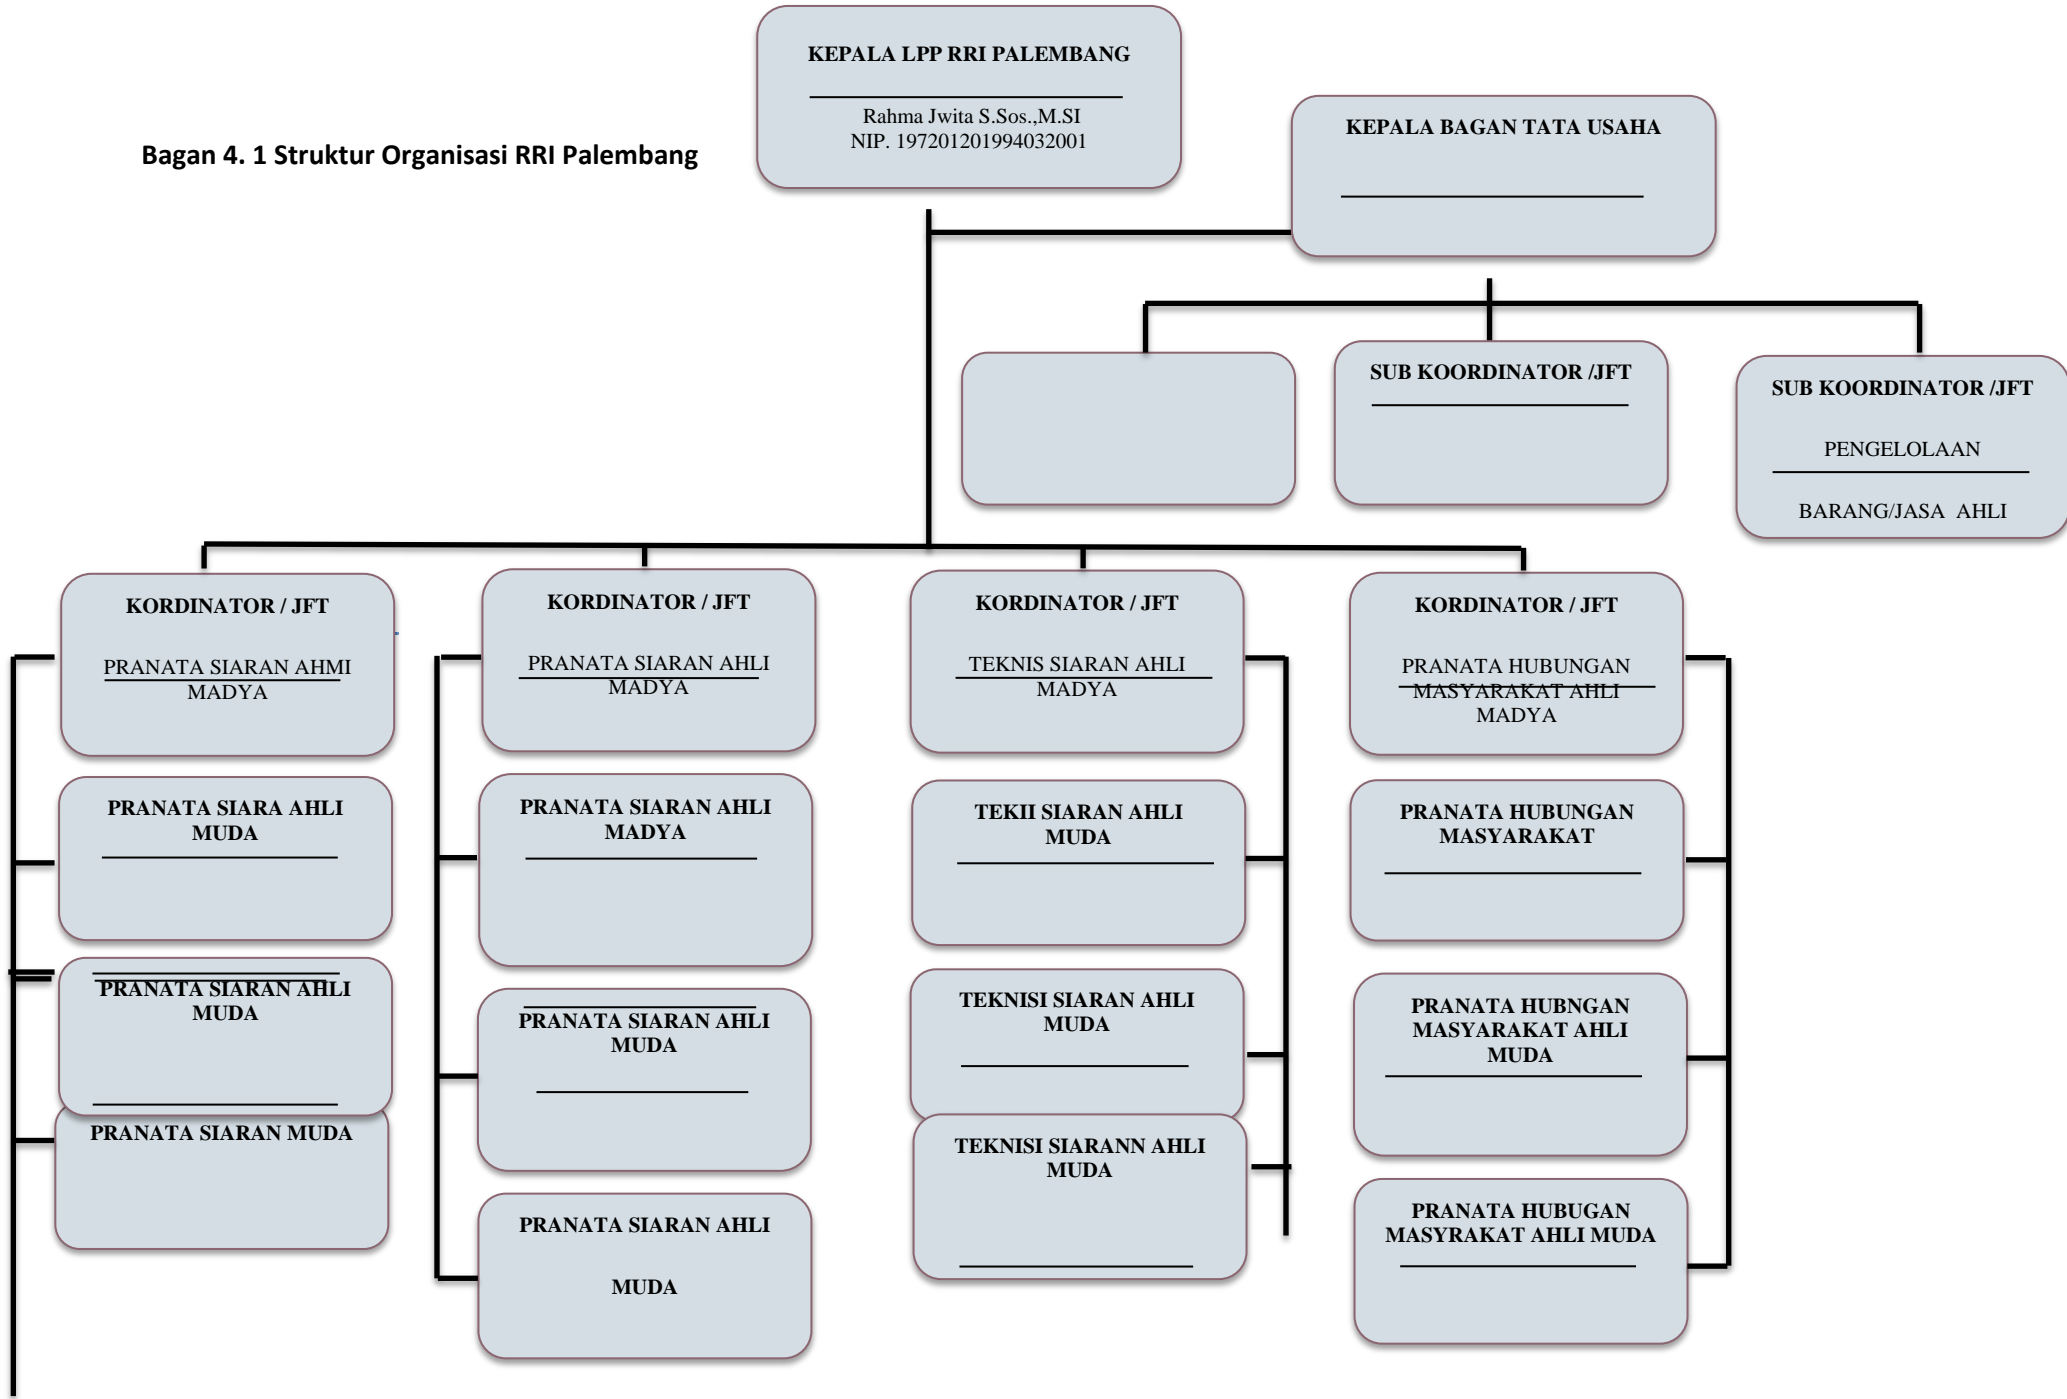 KEPALA LPP RRI PALEMBANG
Rahma Jwita S.Sos.,M.SI
NIP. 197201201994032001
KEPALA BAGAN TATA USAHA
Bagan 4. 1 Struktur Organisasi RRI Palembang
SUB KOORDINATOR /JFT
SUB KOORDINATOR /JFT
PENGELOLAAN
BARANG/JASA AHLI
KORDINATOR / JFT
PRANATA SIARAN AHMI
MADYA
KORDINATOR / JFT
PRANATA SIARAN AHLI
MADYA
KORDINATOR / JFT
TEKNIS SIARAN AHLI
MADYA
KORDINATOR / JFT
PRANATA HUBUNGAN
MASYARAKAT AHLI
MADYA
PRANATA SIARA AHLI
MUDA
PRANATA SIARAN AHLI
MADYA
TEKII SIARAN AHLI
MUDA
PRANATA HUBUNGAN
MASYARAKAT
PRANATA SIARAN AHLI
MUDA
PRANATA SIARAN AHLI
MUDA
TEKNISI SIARAN AHLI
MUDA
PRANATA HUBNGAN
MASYARAKAT AHLI
MUDA
PRANATA SIARAN MUDA
PRANATA SIARAN AHLI
MUDA
TEKNISI SIARANN AHLI
MUDA
PRANATA HUBUGAN
MASYRAKAT AHLI MUDA